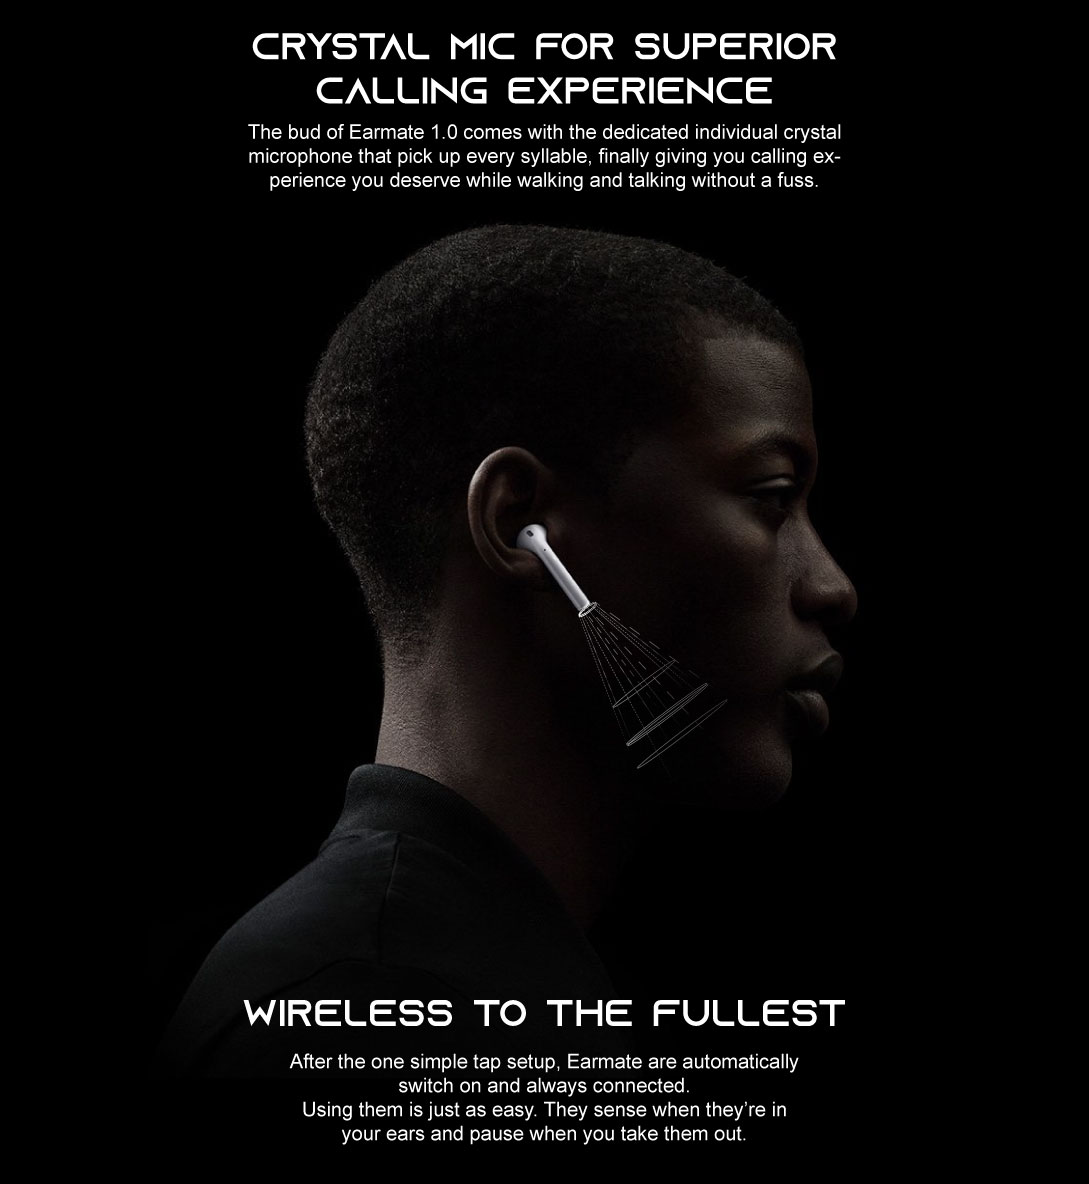 CRYSTAL MIC FOR SUPERIOR
CALLING EXPERIENCE
The bud of Earmate 1.0 comes with the dedicated individual crystal
microphone that pick up every syllable, finally giving you calling ex-
perience you deserve while walking and talking without a fuss.
WIRELESS TO THE FULLEST
After the one simple tap setup, Earmate are automatically
switch on and always connected.
Using them is just as easy. They sense when they’re in
your ears and pause when you take them out.